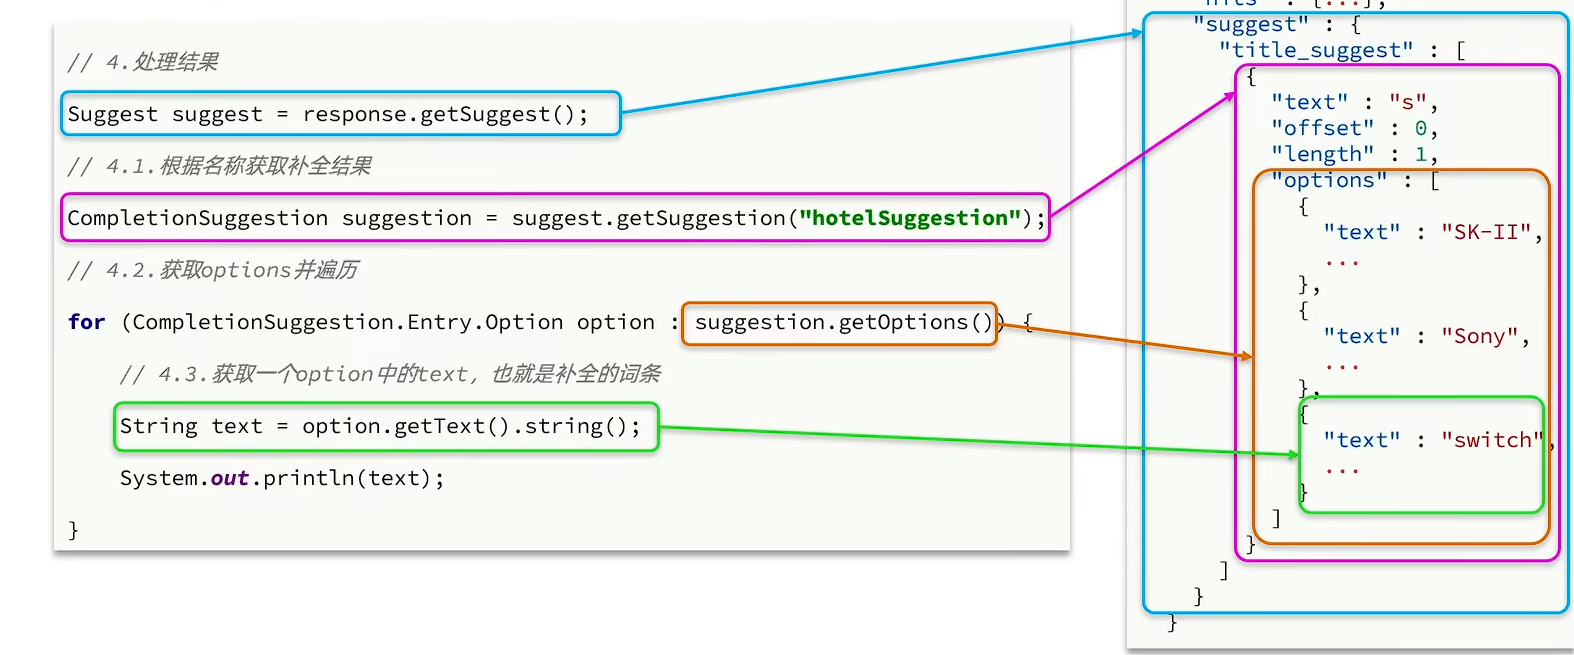 // 4.处理结果
Suggest suggest = response.getSuggest();
// 4.1.根据名称获取补全结果
CompletionSuggestion suggestion = suggest.getSuggestion("hotelSuggestion");
// 4.2.获取options并遍历
for (CompletionSuggestion.Entry.Option option : suggestion.getOptions()) {
// 4.3.获取一个option中的text，也就是补全的词条
String text = option.getText().string();
System.out.println(text);
}
"suggest" : {
"title_suggest" : [
{
"text" : "s",
"offset" : 0,
"length" : 1,
"options" : [
{
"text" : "SK-II",
...
},
{
"text" : "Sony",
...
},
{
"text" : "switch",
...
}
]
}
]
}
}